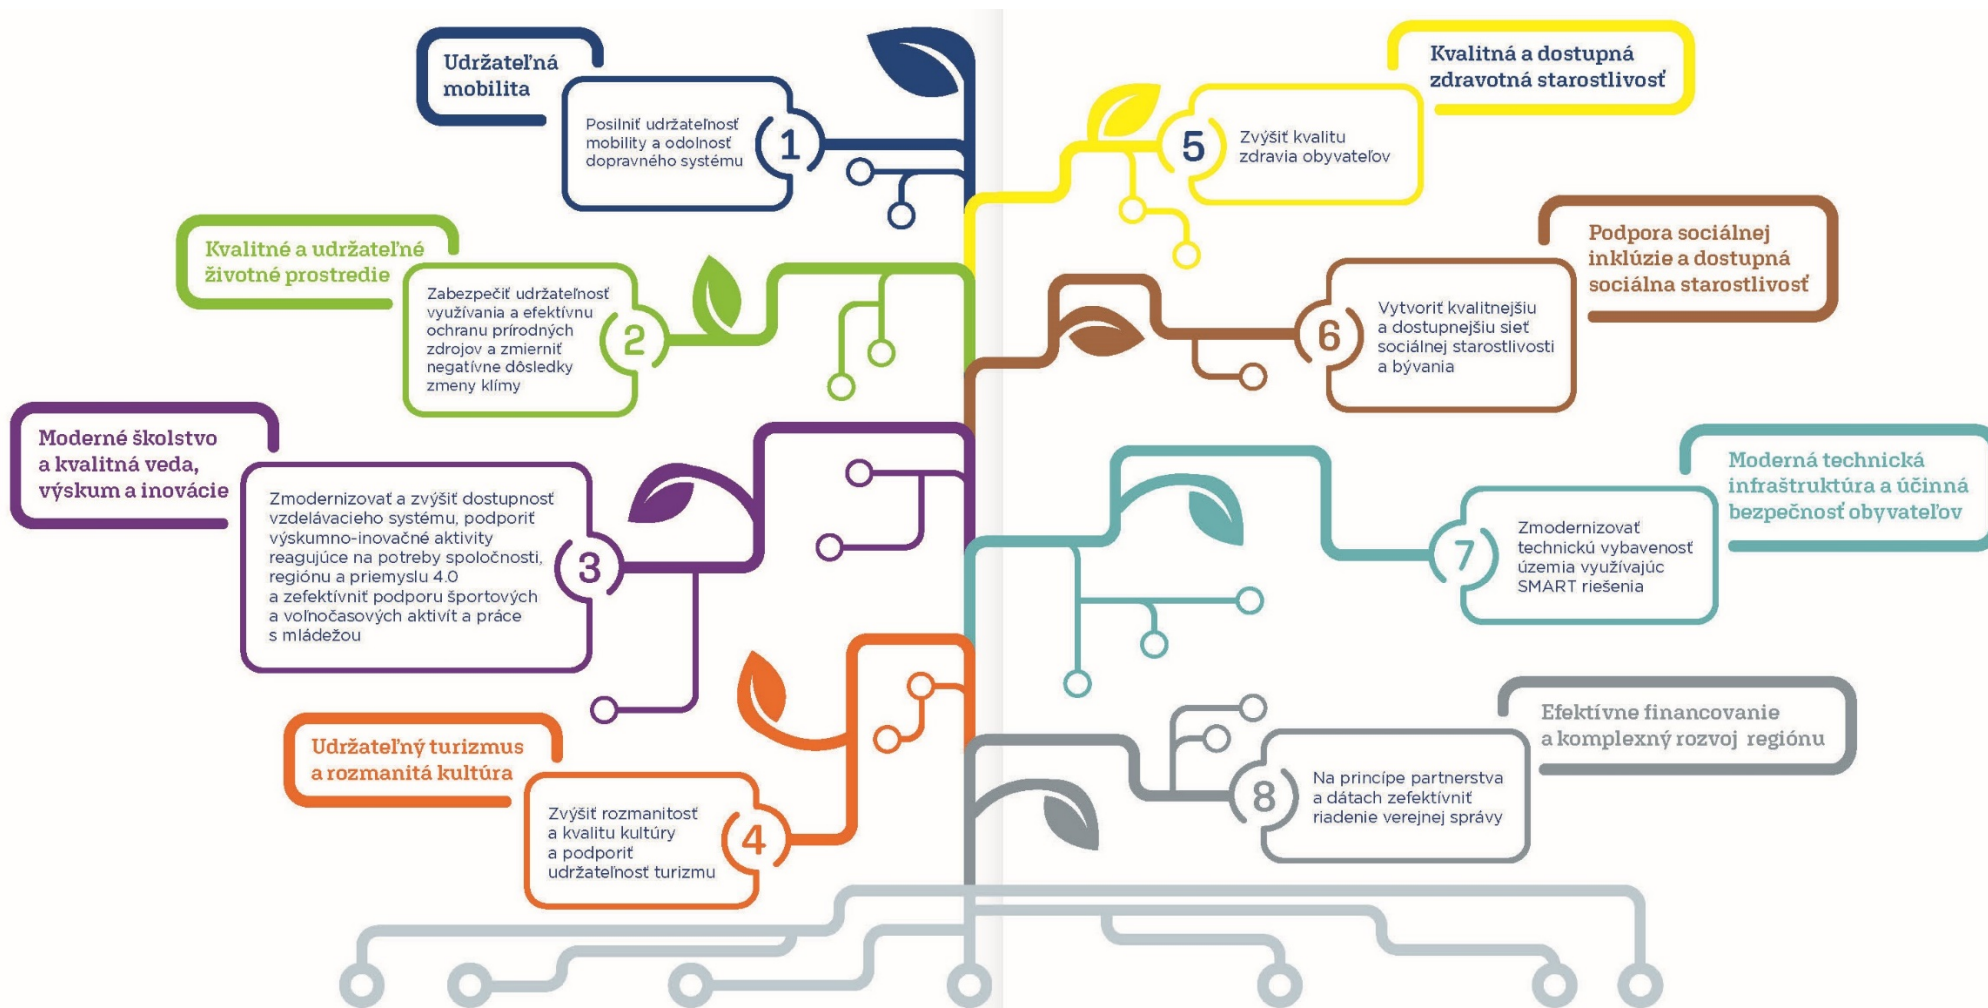 Udržateľná
mobilita
Posilniť udržateľnosť
mobility a odolnosť
dopravného systému
1
Kvalitné a udržateľné
životné prostredie
Zabezpečiť udržateľnosť
využívania a efektívnu
ochranu prírodných
zdrojov a zmierniť
negatívne dôsledky
zmeny klímy
2
Moderné školstvo
a kvalitná veda,
výskum a inovácie
Zmodernizovať a zvýšiť dostupnosť
vzdelávacieho systému, podporiť
výskumno-inovačné aktivity
reagujúce na potreby spoločnosti,
regiónu a priemyslu 4.0
a zefektívniť podporu športových
a voľnočasových aktivít a práce
s mládežou
3
Udržateľný turizmus
a rozmanitá kultúra
Zvýšiť rozmanitosť
a kvalitu kultúry
a podporiť
udržateľnosť turizmu
4
Kvalitná a dostupná
zdravotná starostlivosť
5
Zvýšiť kvalitu
zdravia obyvateľov
Podpora sociálnej
inklúzie a dostupná
sociálna starostlivosť
6
Vytvoriť kvalitnejšiu
a dostupnejšiu sieť
sociálnej starostlivosti
a bývania
Moderná technická
infraštruktúra a účinná
bezpečnosť obyvateľov
7
Zmodernizovať
technickú vybavenosť
územia využívajúc
SMART riešenia
Efektívne financovanie
a komplexný rozvoj regiónu
8
Na princípe partnerstva
a dátach zefektívniť
riadenie verejnej správy